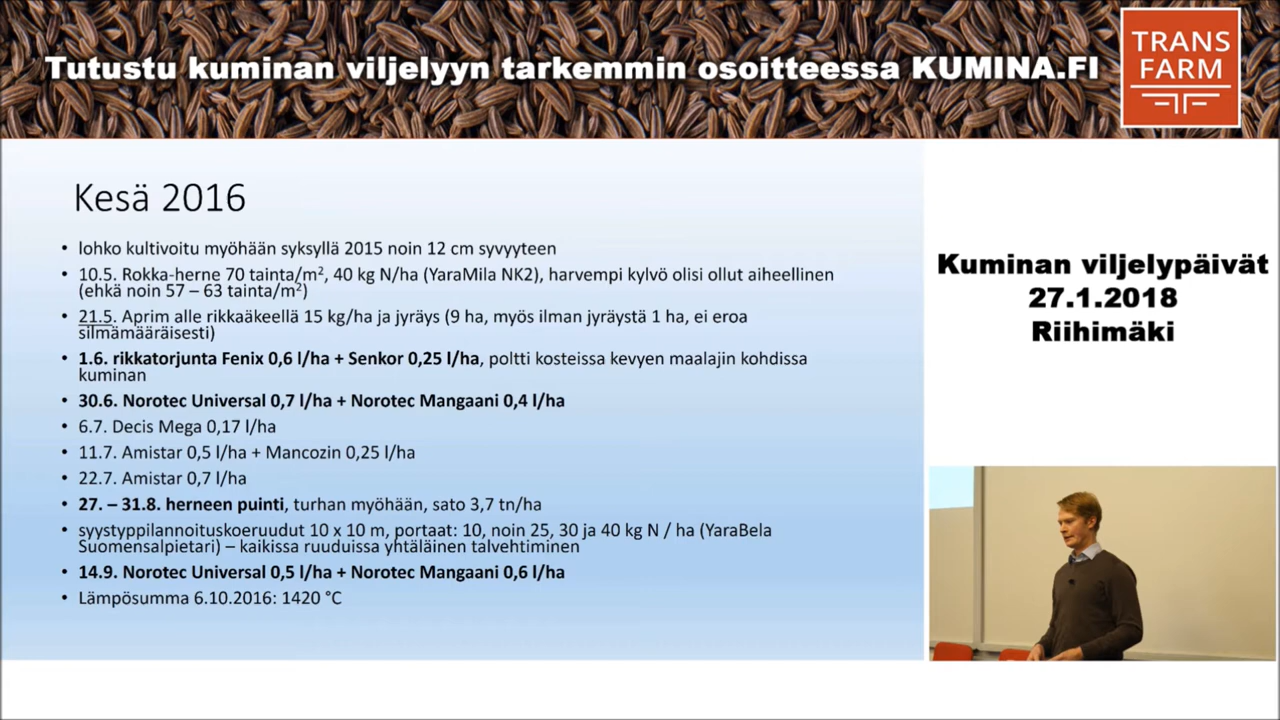 Tutustu kuminan viljelyyn tarkemmin osoitteessa KUMINA.FI
TRANS
FARM
Kesä 2016
• lohko kultivoitu myöhään syksyllä 2015 noin 12 cm syvyyteen
• 10.5. Rokka-herne 70 tainta/m², 40 kg N/ha (YaraMila NK2), harvempi kylvö olisi ollut aiheellinen
(ehkä noin 57 – 63 tainta/m²)
• 21.5. Aprim alle rikkaäkeellä 15 kg/ha ja jyräys (9 ha, myös ilman jyräystä 1 ha, ei eroa
silmämääräisesti)
• 1.6. rikkatorjunta Fenix 0,6 l/ha + Senkor 0,25 l/ha, poltti kosteissa kevyen maalajin kohdissa
kuminan
• 30.6. Norotec Universal 0,7 l/ha + Norotec Mangaani 0,4 l/ha
• 6.7. Decis Mega 0,17 l/ha
• 11.7. Amistar 0,5 l/ha + Mancozin 0,25 l/ha
• 22.7. Amistar 0,7 l/ha
• 27. – 31.8. herneen puinti, turhan myöhään, sato 3,7 tn/ha
• syystyppilannoituskoeruudut 10 x 10 m, portaat: 10, noin 25, 30 ja 40 kg N / ha (YaraBela
Suomensalpietari) – kaikissa ruuduissa yhtäläinen talvehtiminen
• 14.9. Norotec Universal 0,5 l/ha + Norotec Mangaani 0,6 l/ha
• Lämpösumma 6.10.2016: 1420 °C
Kuminan viljelypäivät
27.1.2018
Riihimäki